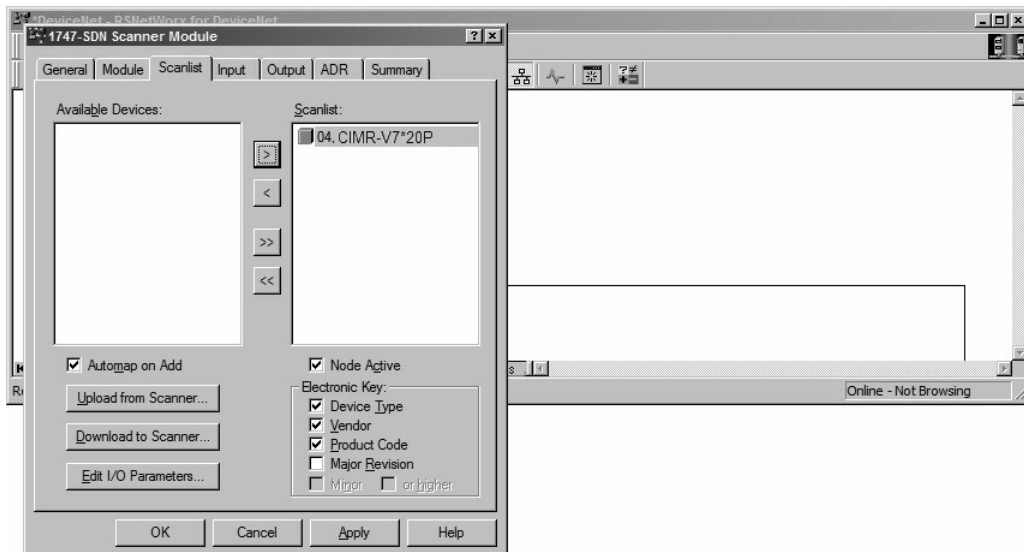 *DeviceNet - RSNetWorx for DeviceNet
1747-SDN Scanner Module
General Module Scanlist Input Output ADR Summary
Available Devices:
Scanlist:
04, CIMR-V7*20P
>
<
>>
<<
Automap on Add
Node Active
Upload from Scanner...
Download to Scanner...
Edit I/O Parameters...
Electronic Key:
Device Type
Vendor
Product Code
Major Revision
Minor or higher
OK Cancel Apply Help
Online - Not Browsing